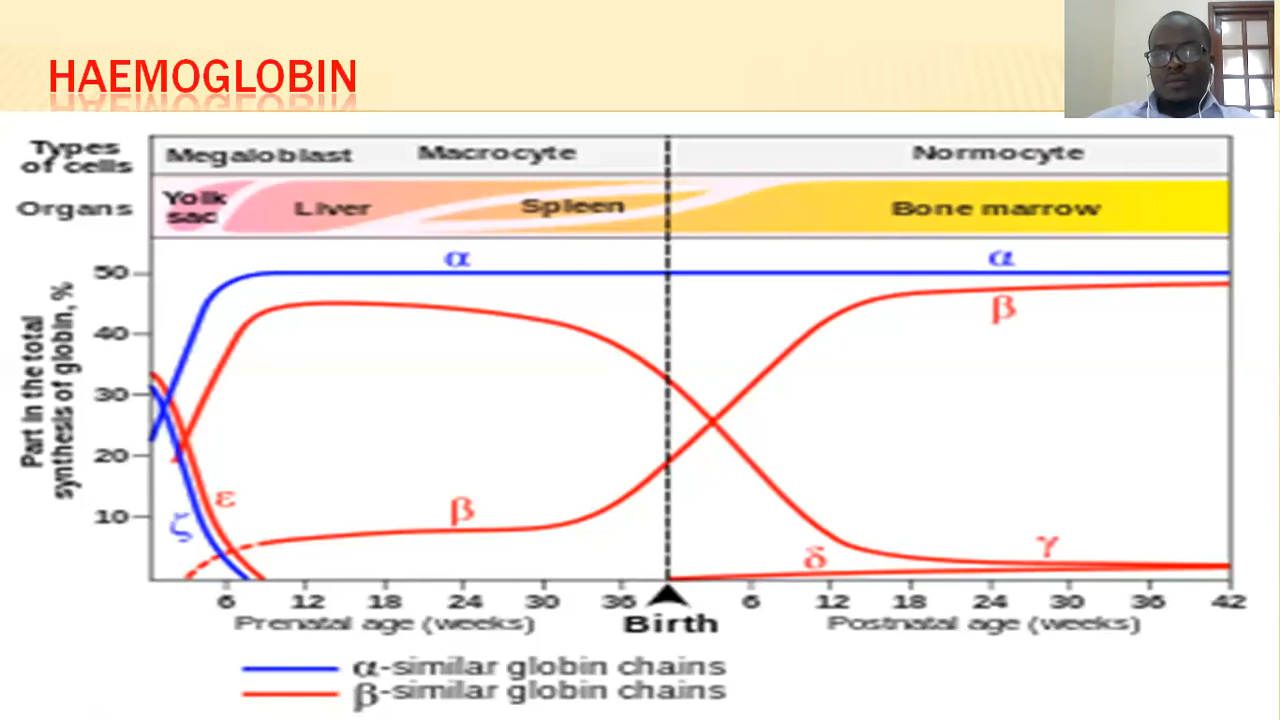 HAEMOGLOBIN
Types
of cells
Megaloblast
Macrocyte
Normocyte
Organs
Yolk
sac
Liver
Spleen
Bone marrow
Part in the total
synthesis of globin, %
50
40
30
20
10
α
α
β
ε
ζ
β
δ
γ
6 12 18 24 30 36
6 12 18 24 30 36 42
Prenatal age (weeks)
Birth
Postnatal age (weeks)
α-similar globin chains
β-similar globin chains